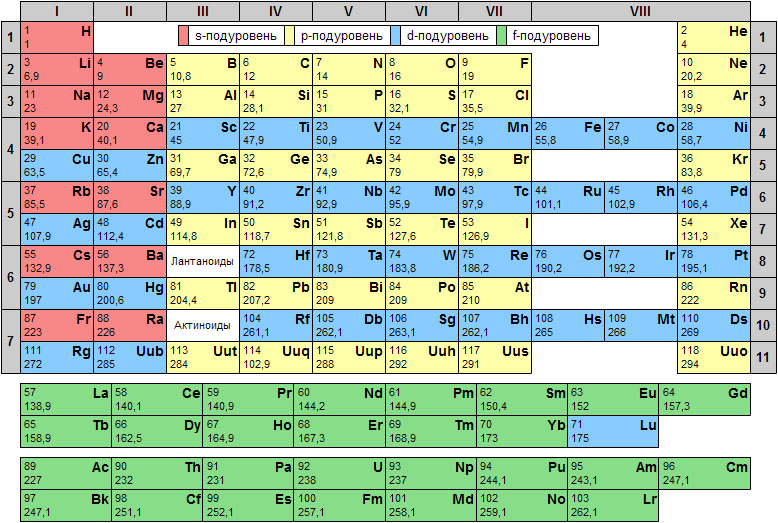 I II III IV V VI VII VIII
1 1 H s-подуровень p-подуровень d-подуровень f-подуровень 2 He 1
1 4
2 3 Li 4 Be 5 B 6 C 7 N 8 O 9 F 10 Ne 2
6,9 9 10,8 12 14 16 19 20,2
3 11 Na 12 Mg 13 Al 14 Si 15 P 16 S 17 Cl 18 Ar 3
23 24,3 27 28,1 31 32,1 35,5 39,9
4 19 K 20 Ca 21 Sc 22 Ti 23 V 24 Cr 25 Mn 26 Fe 27 Co 28 Ni 4
39,1 40,1 45 47,9 50,9 52 54,9 55,8 58,9 58,7
29 Cu 30 Zn 31 Ga 32 Ge 33 As 34 Se 35 Br 36 Kr 5
63,5 65,4 69,7 72,6 74,9 79 79,9 83,8
5 37 Rb 38 Sr 39 Y 40 Zr 41 Nb 42 Mo 43 Tc 44 Ru 45 Rh 46 Pd 6
85,5 87,6 88,9 91,2 92,9 95,9 97,9 101,1 102,9 106,4
47 Ag 48 Cd 49 In 50 Sn 51 Sb 52 Te 53 I 54 Xe 7
107,9 112,4 114,8 118,7 121,8 127,6 126,9 131,3
6 55 Cs 56 Ba Лантаноиды 72 Hf 73 Ta 74 W 75 Re 76 Os 77 Ir 78 Pt 8
132,9 137,3 178,5 180,9 183,8 186,2 190,2 192,2 195,1
79 Au 80 Hg 81 Tl 82 Pb 83 Bi 84 Po 85 At 86 Rn 9
197 200,6 204,4 207,2 209 209 210 222
7 87 Fr 88 Ra Актиноиды 104 Rf 105 Db 106 Sg 107 Bh 108 Hs 109 Mt 110 Ds 10
223 226 261,1 262,1 263,1 262,1 265 266 269
111 Rg 112 Uub 113 Uut 114 Uuq 115 Uup 116 Uuh 117 Uus 118 Uuo 11
272 285 284 102,9 288 292 291 294
57 La 58 Ce 59 Pr 60 Nd 61 Pm 62 Sm 63 Eu 64 Gd
138,9 140,1 140,9 144,2 144,9 150,4 152 157,3
65 Tb 66 Dy 67 Ho 68 Er 69 Tm 70 Yb 71 Lu
158,9 162,5 164,9 167,3 168,9 173 175
89 Ac 90 Th 91 Pa 92 U 93 Np 94 Pu 95 Am 96 Cm
227 232 231 238 237 244,1 243,1 247,1
97 Bk 98 Cf 99 Es 100 Fm 101 Md 102 No 103 Lr
247,1 251,1 252,1 257,1 258,1 259,1 262,1